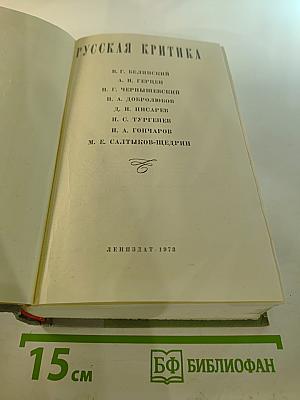 РУССКАЯ КРИТИКА
В. Г. БЕЛИНСКИЙ
А. И. ГЕРЦЕН
Н. Г. ЧЕРНЫШЕВСКИЙ
Н. А. ДОБРОЛЮБОВ
Д. И. ПИСАРЕВ
И. С. ТУРГЕНЕВ
И. А. ГОНЧАРОВ
М. Е. САЛТЫКОВ-ЩЕДРИН
ЛЕНИЗДАТ · 1973
15 см
БФ БИБЛИОФАН